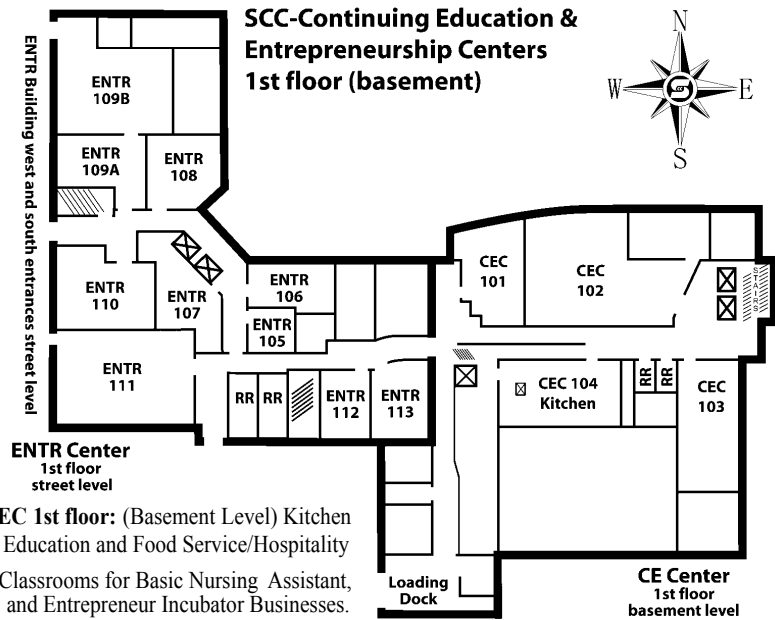 SCC-Continuing Education &
Entrepreneurship Centers
1st floor (basement)
N
W
E
S
ENTR Building west and south entrances street level
ENTR
109B
ENTR
109A
ENTR
108
ENTR
110
ENTR
107
ENTR
106
ENTR
105
ENTR
111
RR
RR
ENTR
112
ENTR
113
CEC
101
CEC
102
STAIRS
CEC 104
Kitchen
RR
RR
CEC
103
ENTR Center
1st floor
street level
EC 1st floor: (Basement Level) Kitchen
Education and Food Service/Hospitality
Classrooms for Basic Nursing Assistant,
and Entrepreneur Incubator Businesses.
Loading
Dock
CE Center
1st floor
basement level